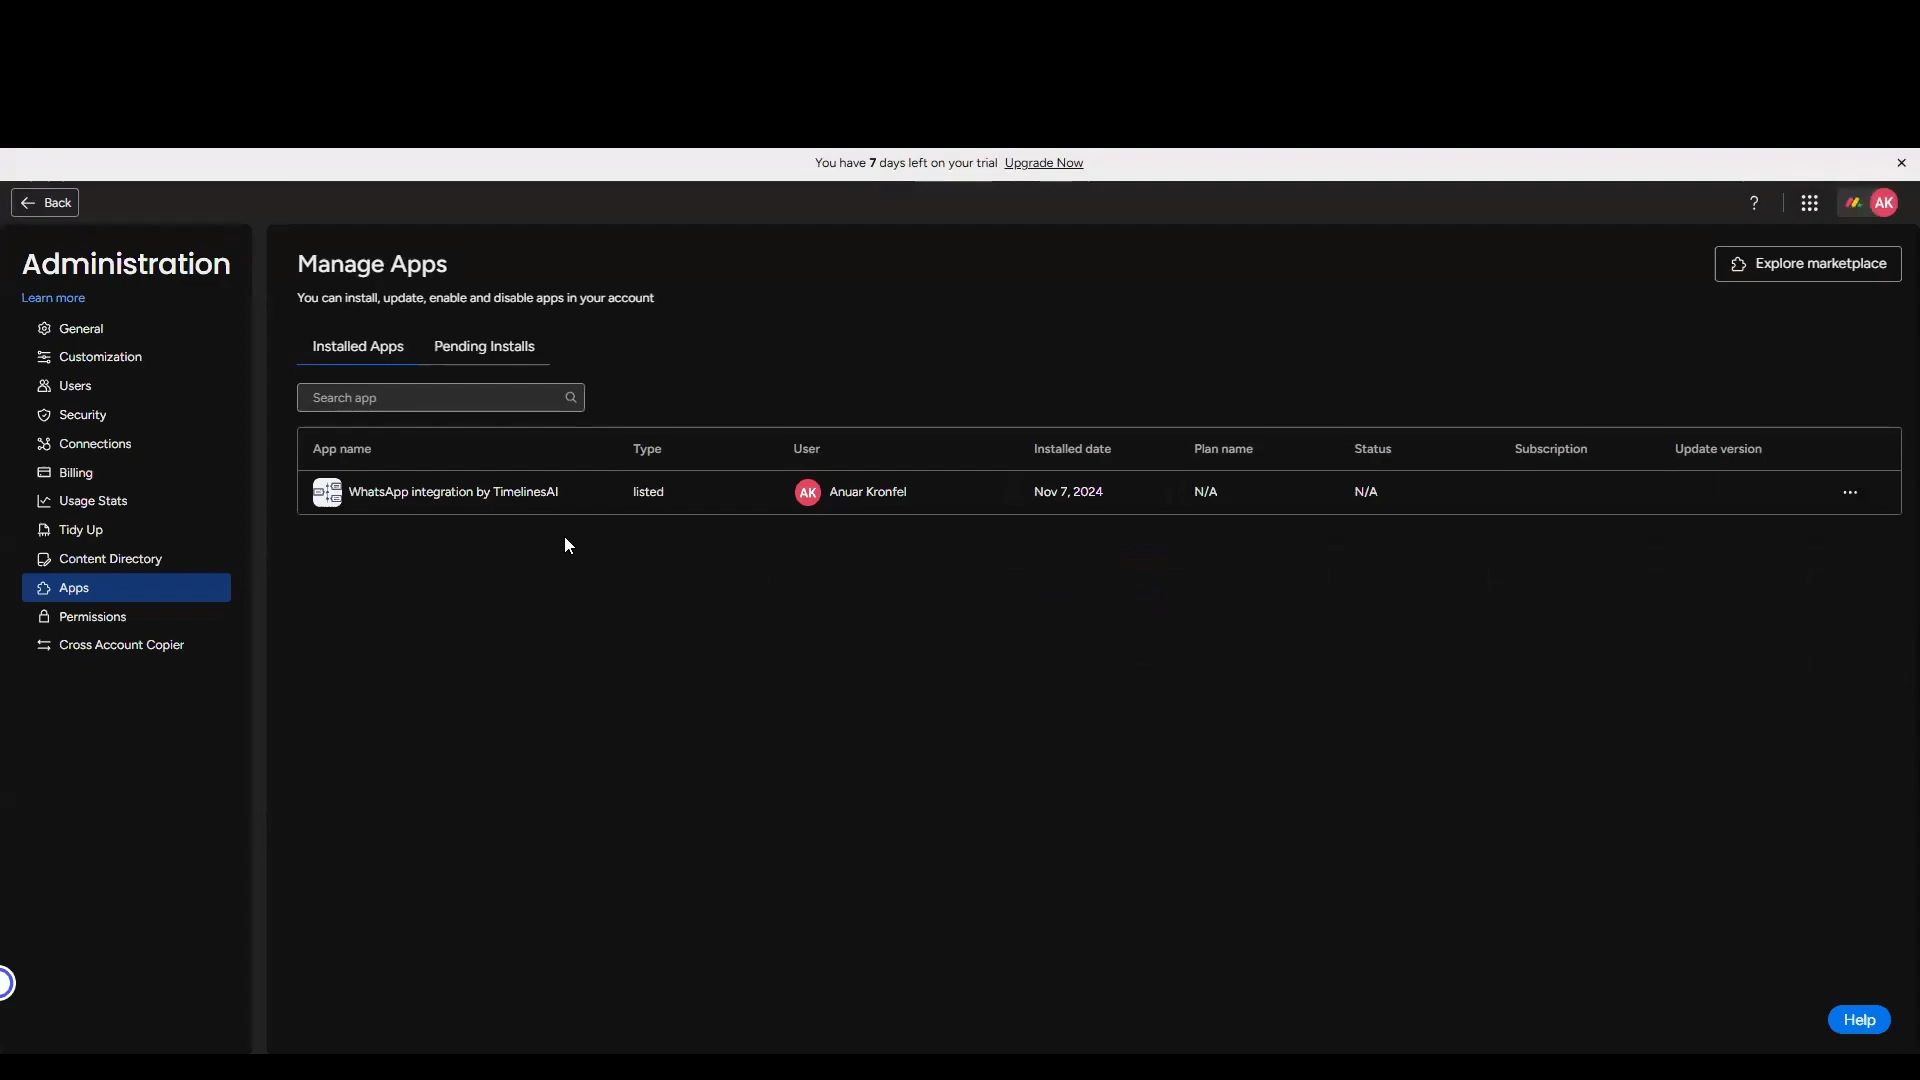 You have 7 days left on your trial Upgrade Now
Back
? AK
Administration
Learn more
General
Customization
Users
Security
Connections
Billing
Usage Stats
Tidy Up
Content Directory
Apps
Permissions
Cross Account Copier
Manage Apps
Explore marketplace
You can install, update, enable and disable apps in your account
Installed Apps Pending Installs
Search app
App name Type User Installed date Plan name Status Subscription Update version
WhatsApp integration by TimelinesAI listed AK Anuar Kronfel Nov 7, 2024 N/A N/A
Help